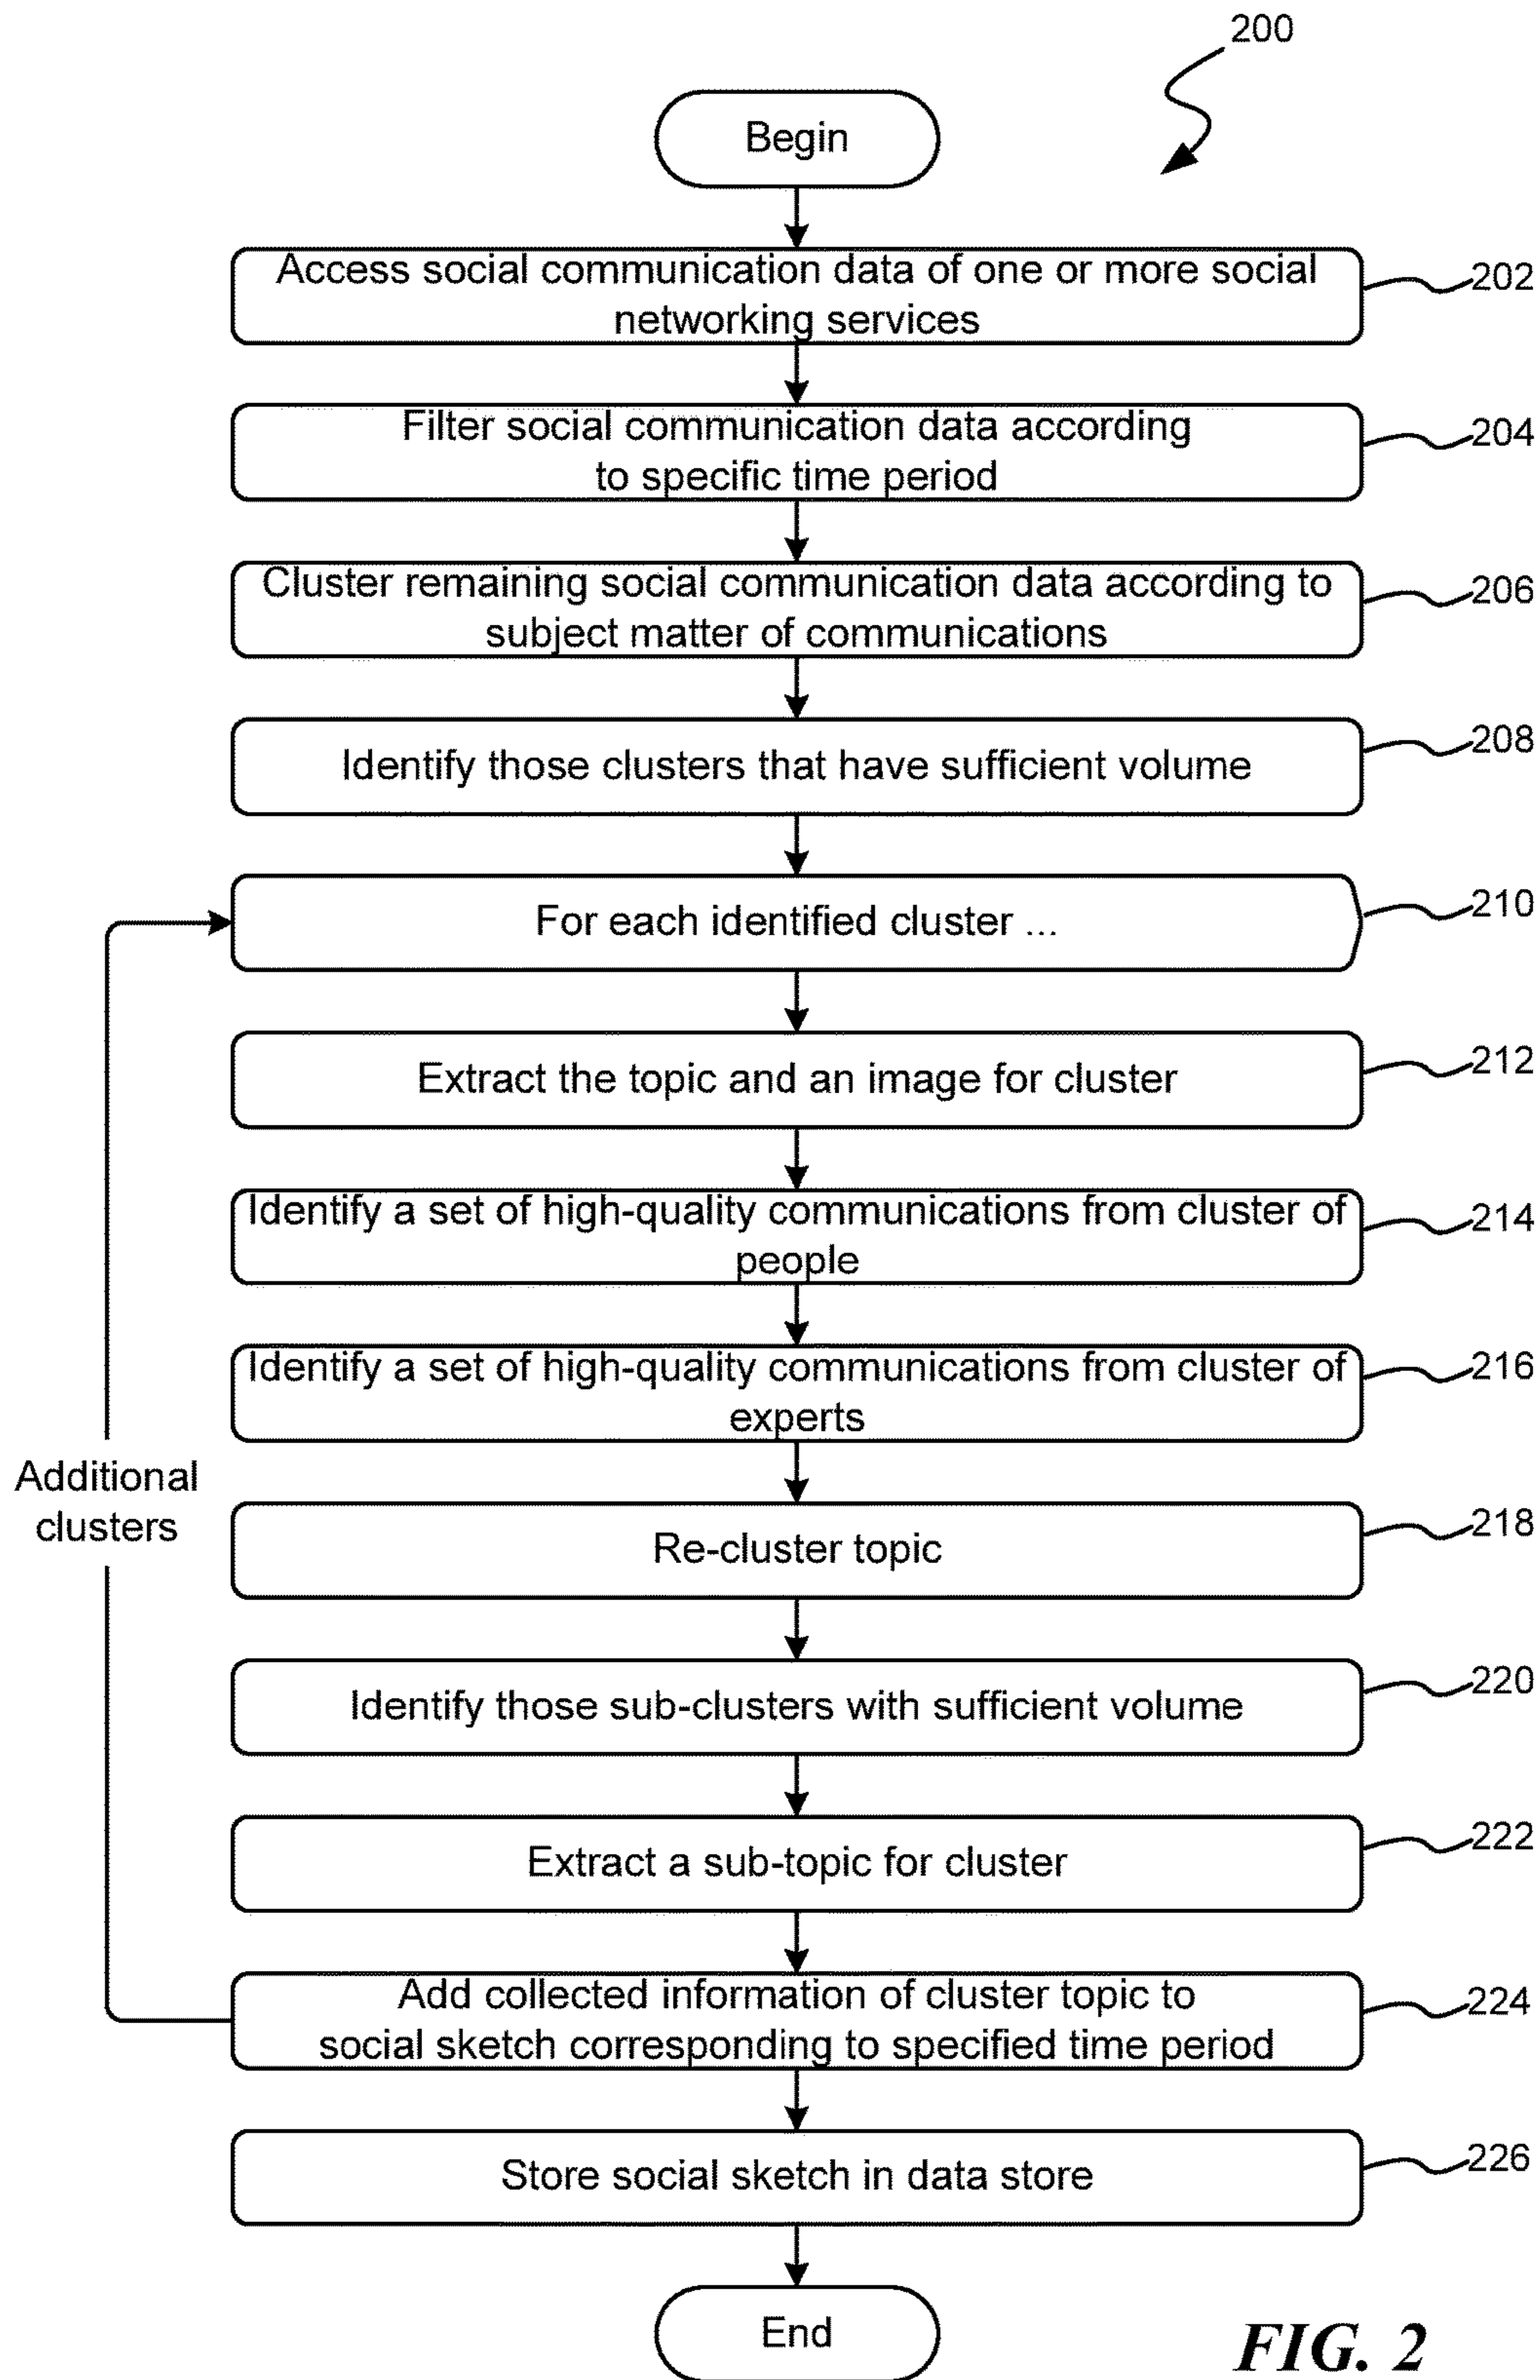 200
Begin
Access social communication data of one or more social
networking services
202
Filter social communication data according
to specific time period
204
Cluster remaining social communication data according to
subject matter of communications
206
Identify those clusters that have sufficient volume
208
For each identified cluster ...
210
Extract the topic and an image for cluster
212
Identify a set of high-quality communications from cluster of
people
214
Identify a set of high-quality communications from cluster of
experts
216
Additional
clusters
Re-cluster topic
218
Identify those sub-clusters with sufficient volume
220
Extract a sub-topic for cluster
222
Add collected information of cluster topic to
social sketch corresponding to specified time period
224
Store social sketch in data store
226
End
FIG. 2